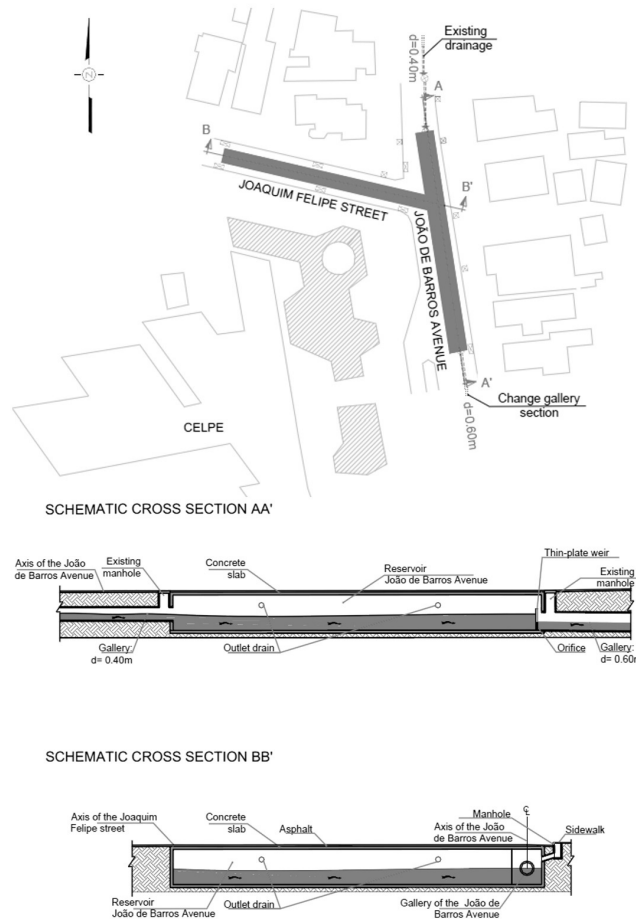 Existing
drainage
d=0.40m
A
B
Z
B'
JOAQUIM FELIPE STREET
JOÃO DE BARROS AVENUE
A'
Change gallery
section
d=0.60m
CELPE
SCHEMATIC CROSS SECTION AA'
Thin-plate weir
Axis of the João
de Barros Avenue
Existing
manhole
Concrete
slab
Reservoir
João de Barros Avenue
Existing
manhole
Gallery:
d= 0.40m
Outlet drain
Orifice
Gallery:
d= 0.60m
SCHEMATIC CROSS SECTION BB'
Axis of the Joaquim
Felipe street
Concrete
slab
Asphalt
Manhole
Axis of the João
de Barros Avenue
Sidewalk
Reservoir
João de Barros Avenue
Outlet drain
Gallery of the João de
Barros Avenue